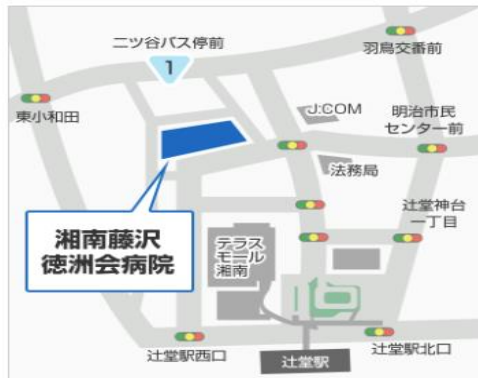 二ツ谷バス停前
1
羽鳥交番前
東小和田
J:COM
明治市民
センター前
法務局
湘南藤沢
徳洲会病院
テラス
モール
湘南
辻堂神台
一丁目
辻堂駅西口
辻堂駅
辻堂駅北口